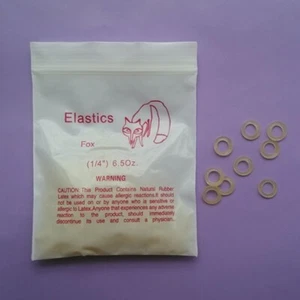 Elastics
Fox
(1/4") 6.5Oz.
WARNING
CAUTION: The Product Contains Natural Rubber
Latex which may cause allergic reactions.It should
not be used on or by anyone who is sensitive or
allergic to Latex.Anyone that experiences any adverse
reaction to the product, should immediately
discontinue its use and consult a physician.